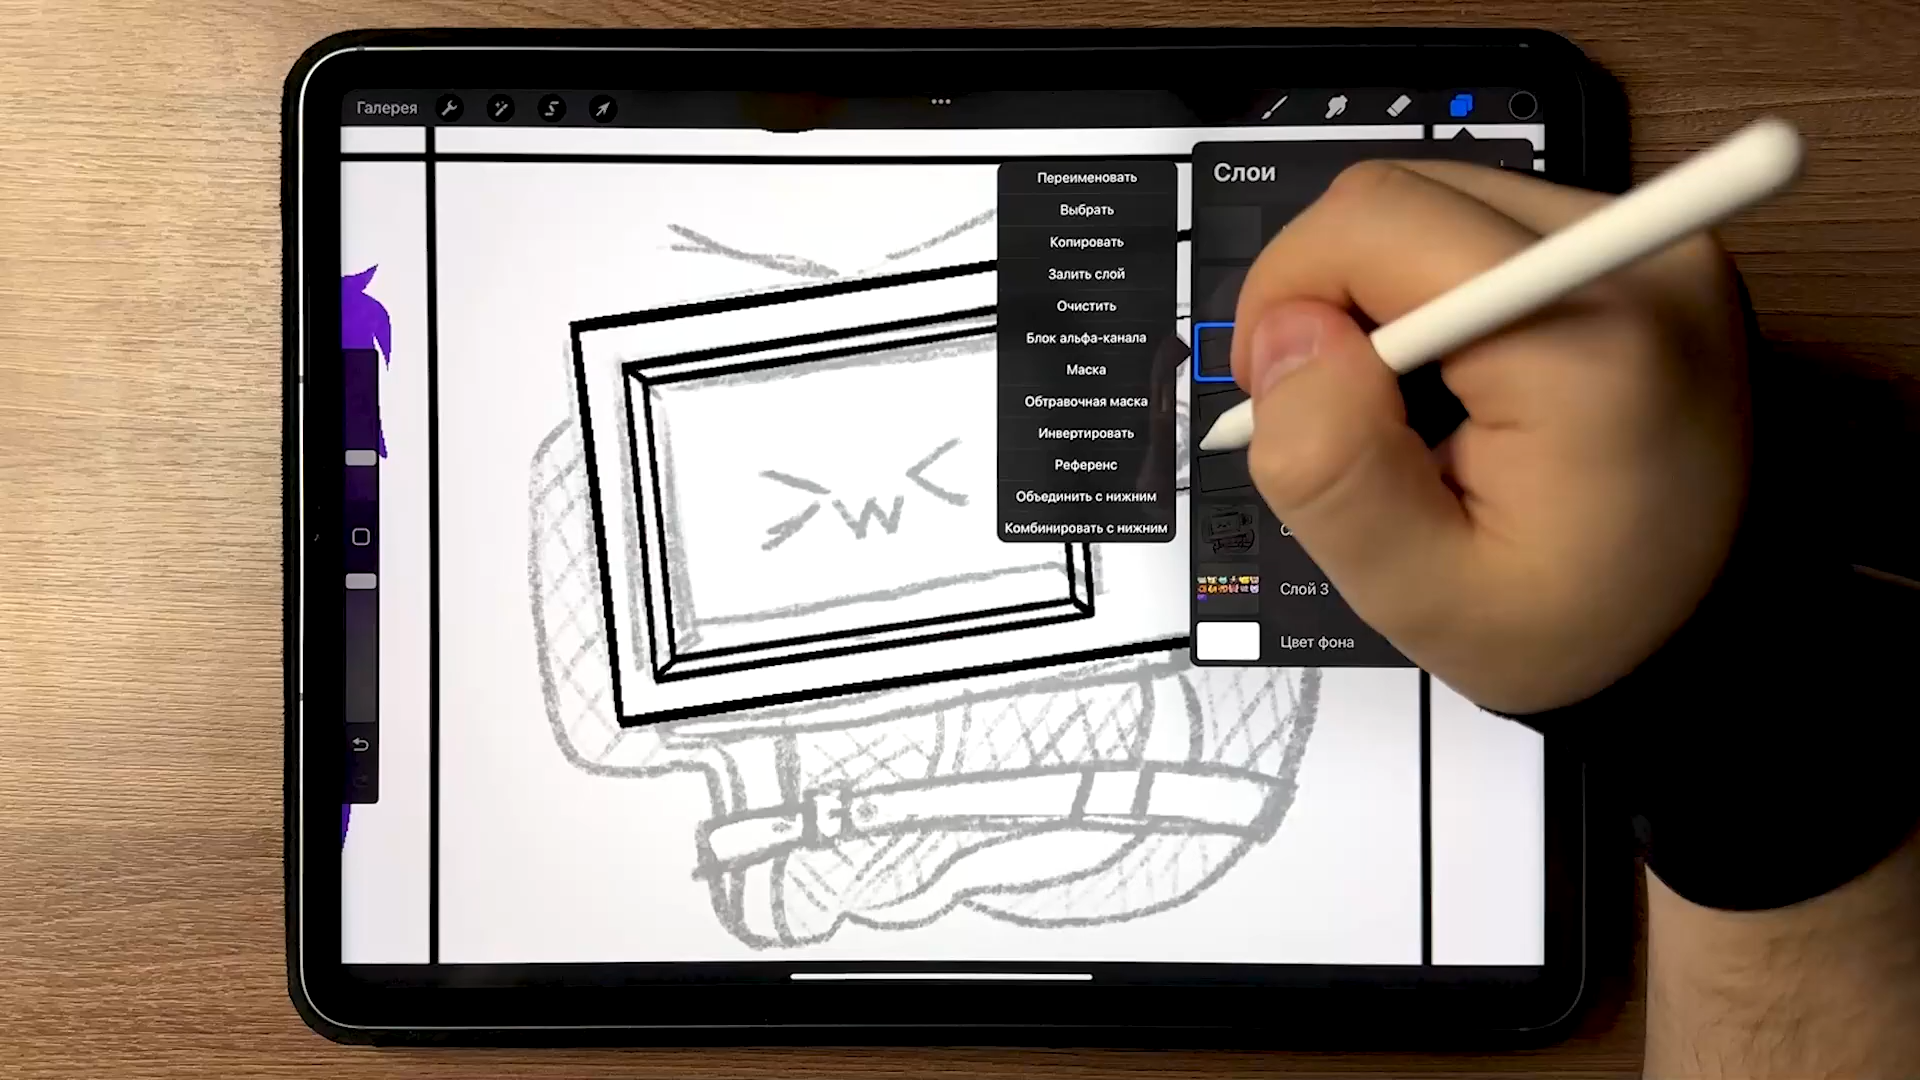 Галерея
Слои
Переименовать
Выбрать
Копировать
Залить слой
Очистить
Блок альфа-канала
Маска
Обтравочная маска
Инвертировать
Референс
Объединить с нижним
Комбинировать с нижним
>w<
Слой 3
Цвет фона